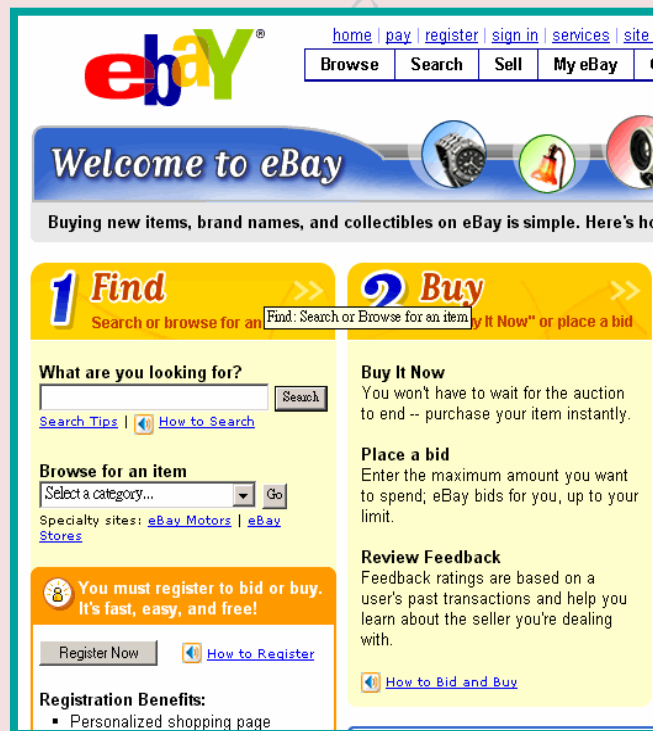 ebay®
home | pay | register | sign in | services | site
Browse
Search
Sell
My eBay
Welcome to eBay
Buying new items, brand names, and collectibles on eBay is simple. Here's
1 Find
Search or browse for an
Find: Search or Browse for an item
What are you looking for?
Search
Search Tips | How to Search
Browse for an item
Select a category...
Go
Specialty sites: eBay Motors | eBay
Stores
You must register to bid or buy.
It's fast, easy, and free!
Register Now
How to Register
Registration Benefits:
▪ Personalized shopping page
2 Buy
It Now" or place a bid
Buy It Now
You won't have to wait for the auction
to end -- purchase your item instantly.
Place a bid
Enter the maximum amount you want
to spend; eBay bids for you, up to your
limit.
Review Feedback
Feedback ratings are based on a
user's past transactions and help you
learn about the seller you're dealing
with.
How to Bid and Buy